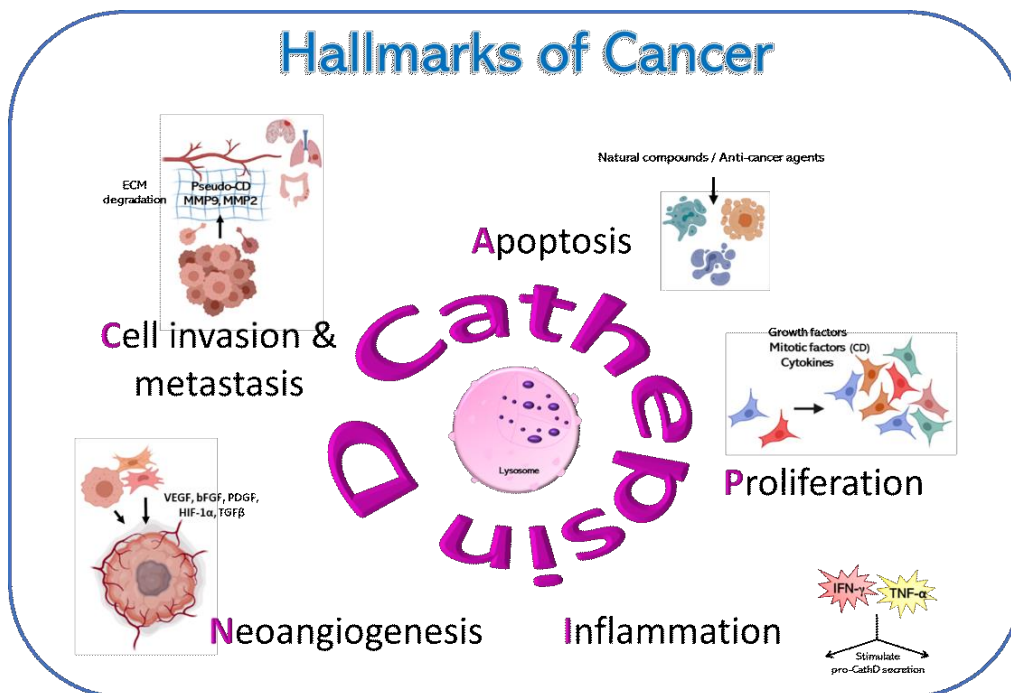 Hallmarks of Cancer
ECM
degradation
Pseudo-CD
MMP9, MMP2
Cell invasion &
metastasis
Natural compounds / Anti-cancer agents
Apoptosis
Cathepsin D
Lysosome
Growth factors
Mitotic factors (CD)
Cytokines
Proliferation
VEGF, bFGF, PDGF,
HIF-1α, TGFβ
Neoangiogenesis
Inflammation
IFN-γ
TNF-α
Stimulate
pro-CathD secretion